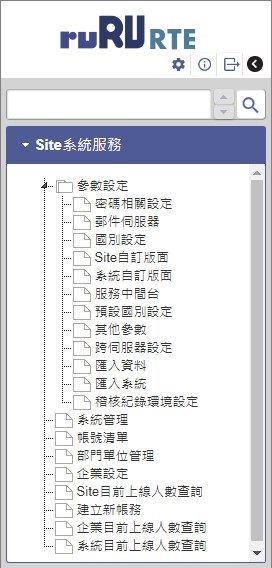 ruRU RTE
Site系統服務
參數設定
密碼相關設定
郵件伺服器
國別設定
Site自訂版面
系統自訂版面
服務中間台
預設國別設定
其他參數
跨伺服器設定
匯入資料
匯入系統
稽核紀錄環境設定
系統管理
帳號清單
部門單位管理
企業設定
Site目前上線人數查詢
建立新帳務
企業目前上線人數查詢
系統目前上線人數查詢